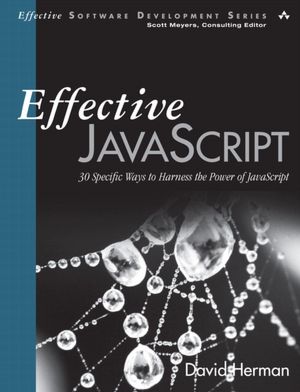 Effective SOFTWARE DEVELOPMENT SERIES
Scott Meyers, Consulting Editor
Effective
JAVASCRIPT
30 Specific Ways to Harness the Power of JavaScript
David Herman